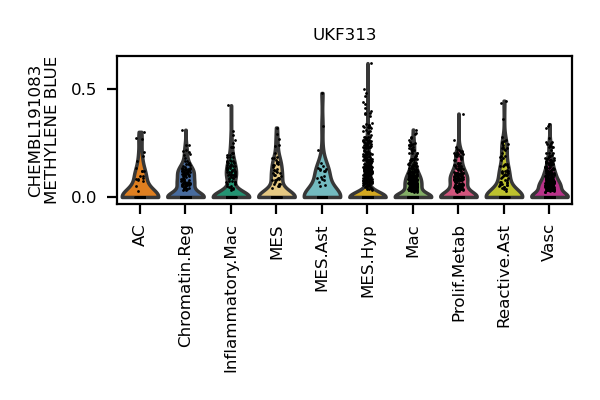 UKF313
CHEMBL191083
METHYLENE BLUE
0.5
0.0
AC
Chromatin.Reg
Inflammatory.Mac
MES
MES.Ast
MES.Hyp
Mac
Prolif.Metab
Reactive.Ast
Vasc